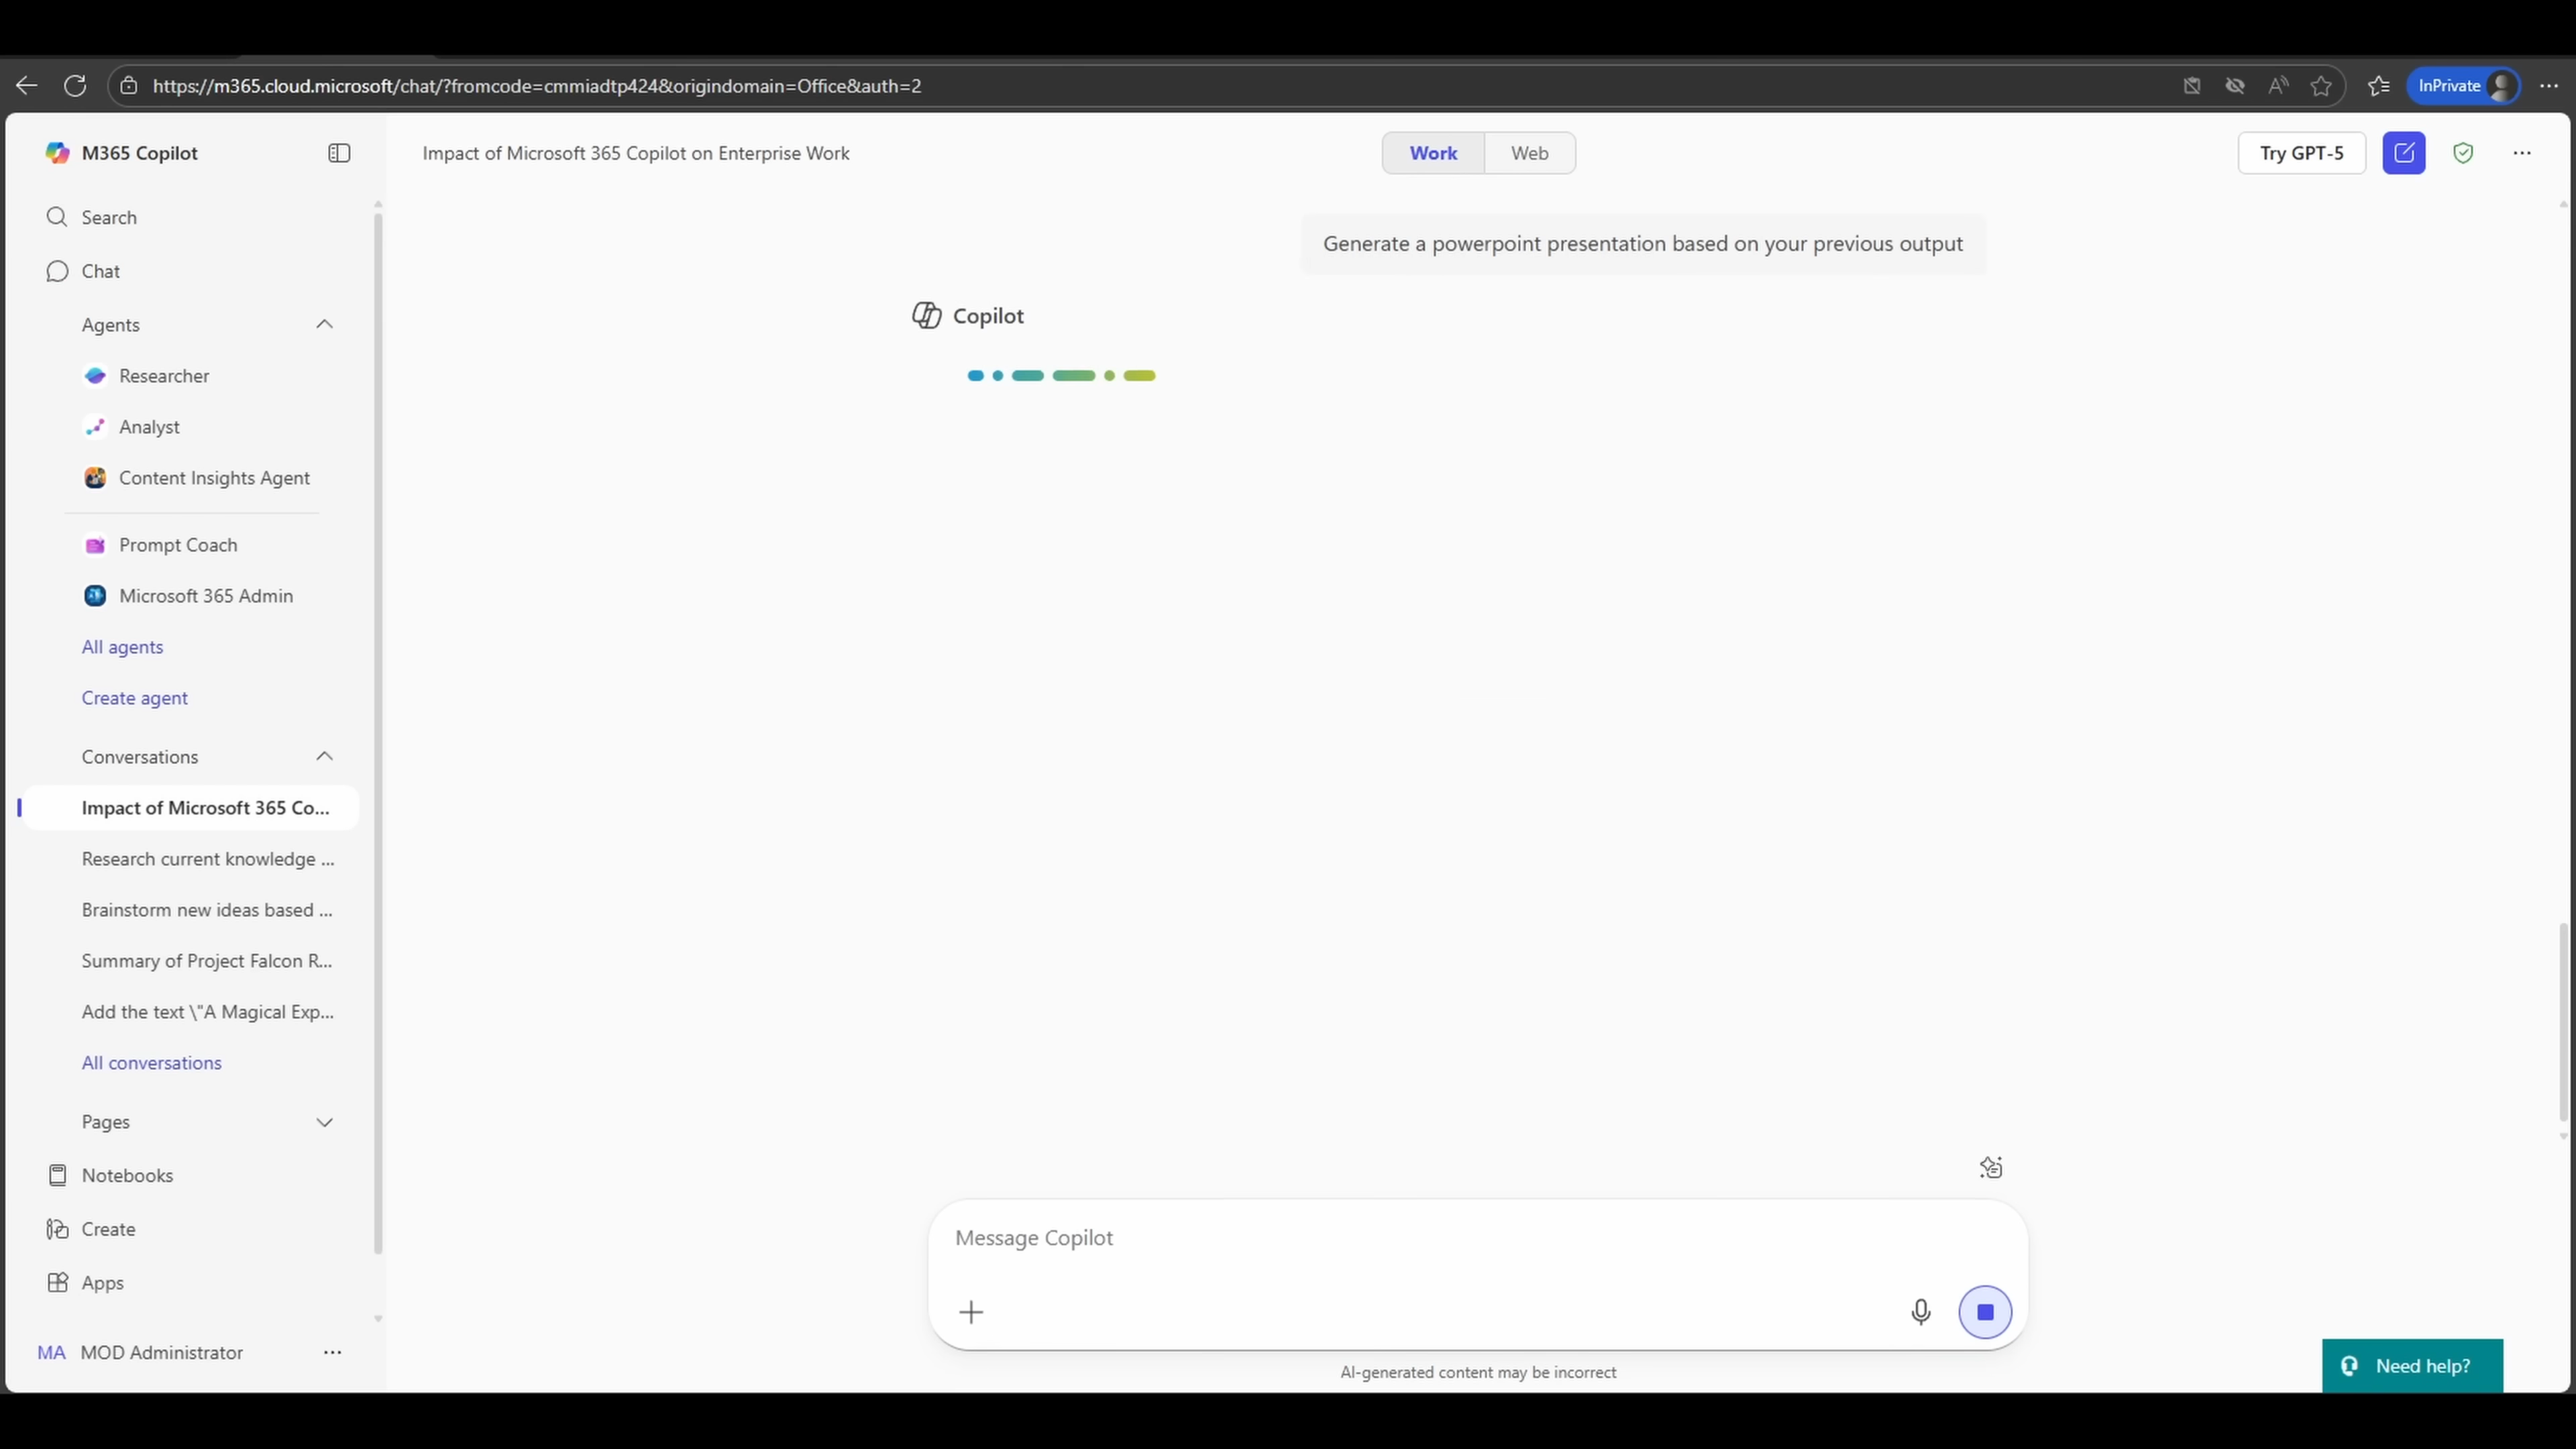 https://m365.cloud.microsoft/chat/?fromcode=cmmiadtp424&origindomain=Office&auth=2
InPrivate
M365 Copilot
Impact of Microsoft 365 Copilot on Enterprise Work
Work
Web
Try GPT-5
Search
Chat
Agents
Researcher
Analyst
Content Insights Agent
Prompt Coach
Microsoft 365 Admin
All agents
Create agent
Conversations
Impact of Microsoft 365 Co...
Research current knowledge ...
Brainstorm new ideas based ...
Summary of Project Falcon R...
Add the text \"A Magical Exp...
All conversations
Pages
Notebooks
Create
Apps
MA MOD Administrator
Generate a powerpoint presentation based on your previous output
Copilot
Message Copilot
AI-generated content may be incorrect
Need help?